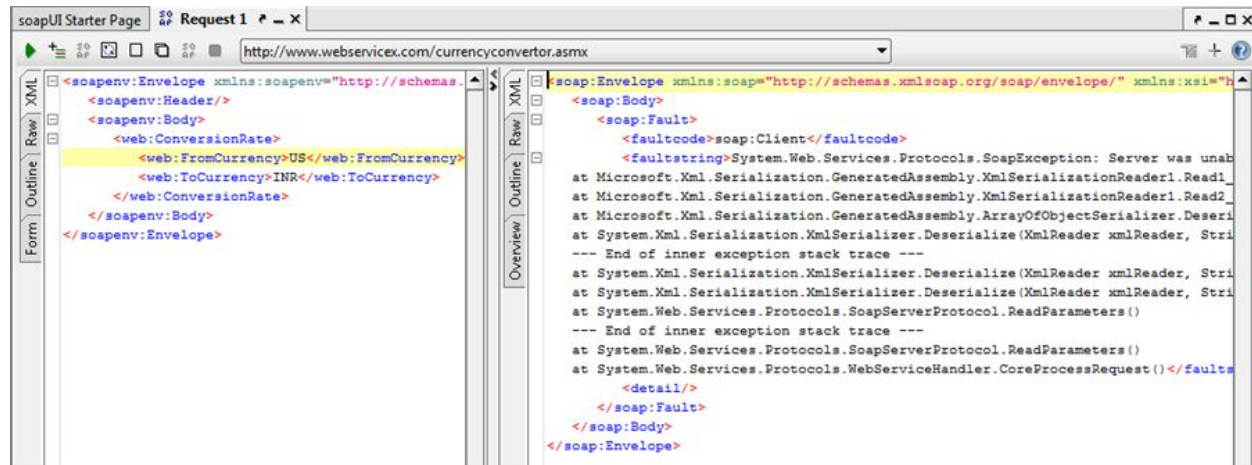 soapUI Starter Page
Request 1
http://www.webservicex.com/currencyconvertor.asmx
XML
Raw
Outline
Form
<soapenv:Envelope xmlns:soapenv="http://schemas.
<soapenv:Header/>
<soapenv:Body>
<web:ConversionRate>
<web:FromCurrency>US</web:FromCurrency>
<web:ToCurrency>INR</web:ToCurrency>
</web:ConversionRate>
</soapenv:Body>
</soapenv:Envelope>
XML
Raw
Outline
Overview
<soap:Envelope xmlns:soap="http://schemas.xmlsoap.org/soap/envelope/" xmlns:xsi="h
<soap:Body>
<soap:Fault>
<faultcode>soap:Client</faultcode>
<faultstring>System.Web.Services.Protocols.SoapException: Server was unab
at Microsoft.Xml.Serialization.GeneratedAssembly.XmlSerializationReader1.Read1_
at Microsoft.Xml.Serialization.GeneratedAssembly.XmlSerializationReader1.Read2_
at Microsoft.Xml.Serialization.GeneratedAssembly.ArrayOfObjectSerializer.Deseri
at System.Xml.Serialization.XmlSerializer.Deserialize(XmlReader xmlReader, Stri
--- End of inner exception stack trace ---
at System.Xml.Serialization.XmlSerializer.Deserialize(XmlReader xmlReader, Stri
at System.Xml.Serialization.XmlSerializer.Deserialize(XmlReader xmlReader, Stri
at System.Web.Services.Protocols.SoapServerProtocol.ReadParameters()
--- End of inner exception stack trace ---
at System.Web.Services.Protocols.SoapServerProtocol.ReadParameters()
at System.Web.Services.Protocols.WebServiceHandler.CoreProcessRequest()</faults
<detail/>
</soap:Fault>
</soap:Body>
</soap:Envelope>